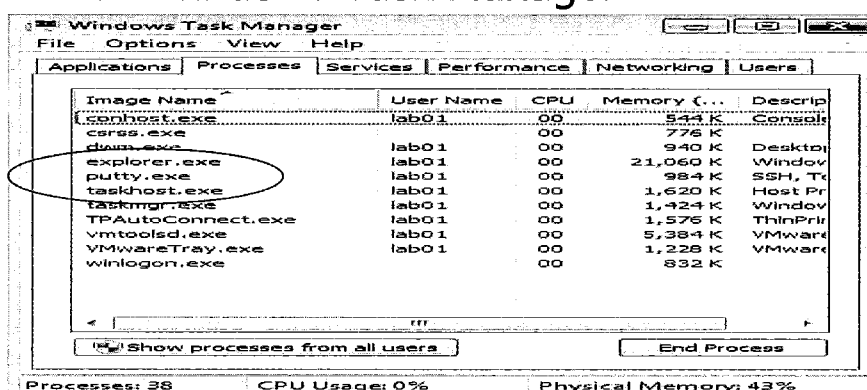 Windows Task Manager
File Options View Help
Applications Processes Services Performance Networking Users
Image Name User Name CPU Memory (... Descrip
conhost.exe lab01 00 544 K Console
csrss.exe 00 776 K
dwm.exe lab01 00 940 K Desktop
explorer.exe lab01 00 21,060 K Window
putty.exe lab01 00 984 K SSH, Te
taskhost.exe lab01 00 1,620 K Host Pr
taskmgr.exe lab01 00 1,424 K Window
TPAutoConnect.exe lab01 00 1,576 K ThinPrin
vmtoolsd.exe lab01 00 5,384 K VMware
VMwareTray.exe lab01 00 1,228 K VMware
winlogon.exe 00 832 K
Show processes from all users End Process
Processes: 38 CPU Usage: 0% Physical Memory: 43%